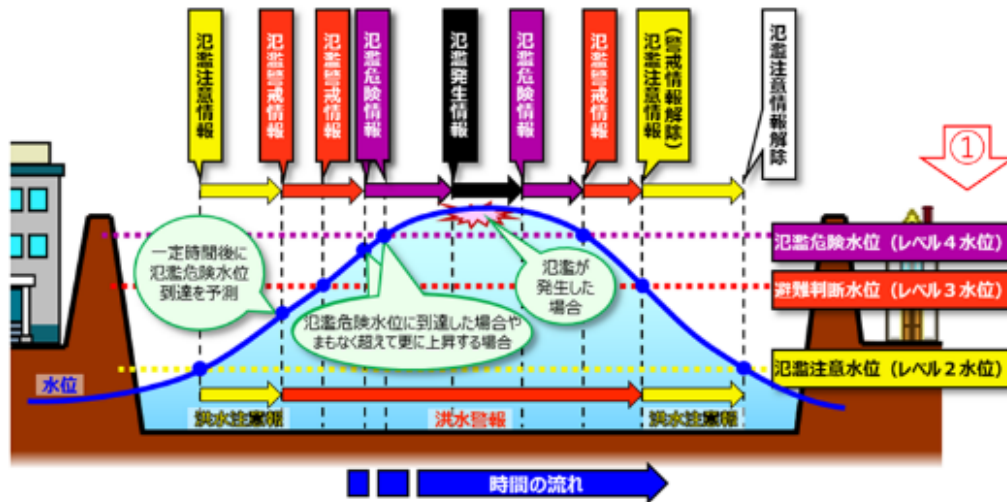 氾濫注意情報
氾濫警戒情報
氾濫警戒情報
氾濫危険情報
氾濫発生情報
氾濫危険情報
氾濫警戒情報
(警戒情報解除)
氾濫注意情報
氾濫注意情報解除
①
一定時間後に
氾濫危険水位
到達を予測
氾濫が
発生した
場合
氾濫危険水位に到達した場合や
まもなく超えて更に上昇する場合
氾濫危険水位(レベル4水位)
避難判断水位(レベル3水位)
氾濫注意水位(レベル2水位)
水位
洪水注意報
洪水警報
洪水注意報
時間の流れ